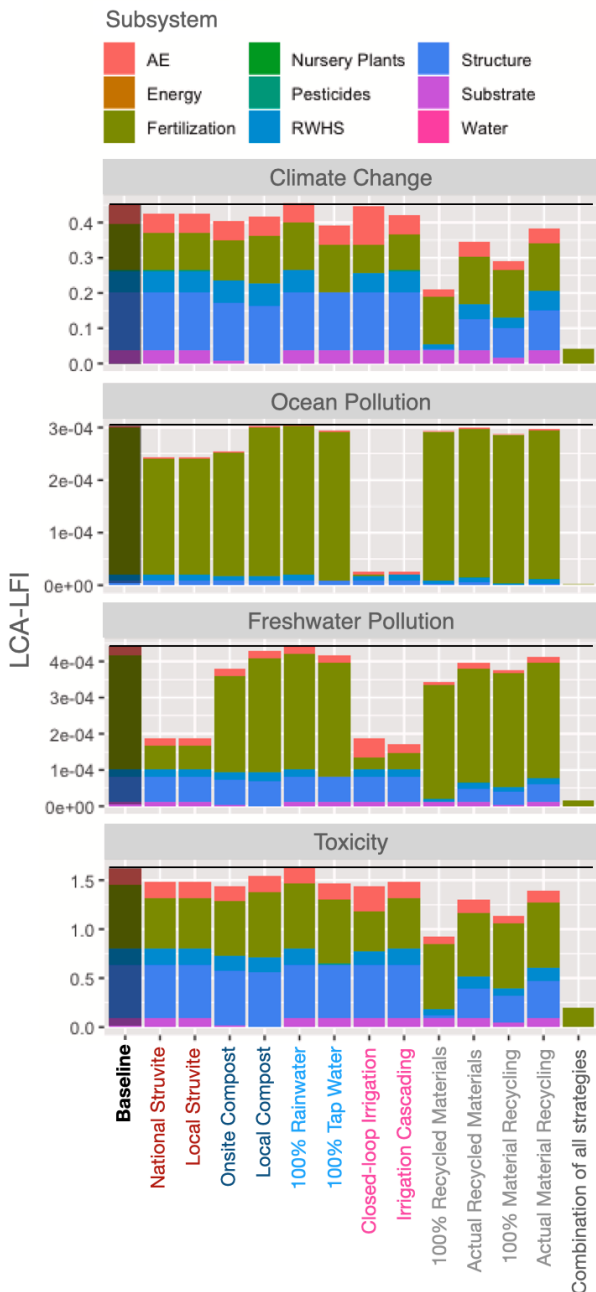 Subsystem
AE Nursery Plants Structure
Energy Pesticides Substrate
Fertilization RWHS Water
LCA-LFI
Climate Change
0.4
0.3
0.2
0.1
0.0
Ocean Pollution
3e-04
2e-04
1e-04
0e+00
Freshwater Pollution
4e-04
3e-04
2e-04
1e-04
0e+00
Toxicity
1.5
1.0
0.5
0.0
Baseline
National Struvite
Local Struvite
Onsite Compost
Local Compost
100% Rainwater
100% Tap Water
Closed-loop Irrigation
Irrigation Cascading
100% Recycled Materials
Actual Recycled Materials
100% Material Recycling
Actual Material Recycling
Combination of all strategies